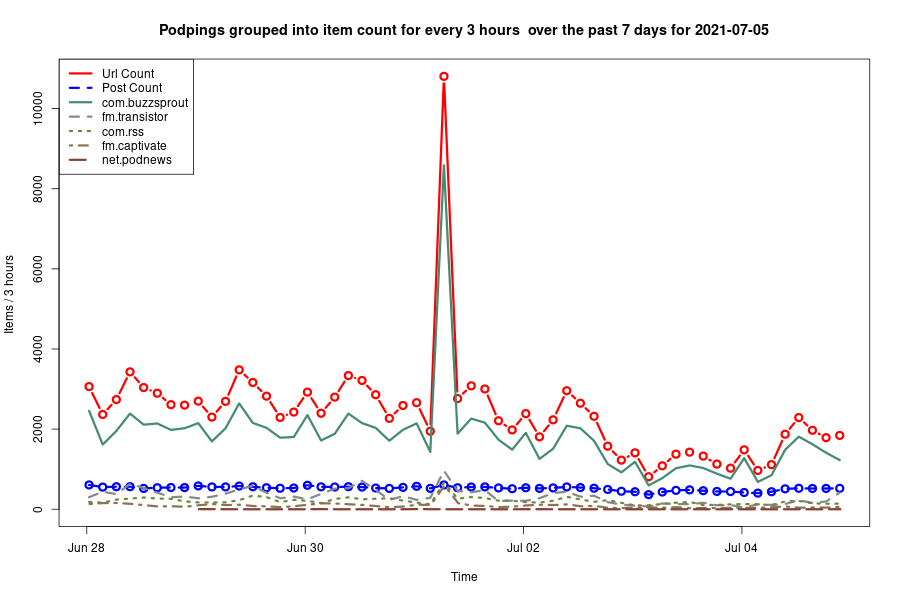 Podpings grouped into item count for every 3 hours  over the past 7 days for 2021-07-05
Url Count
Post Count
com.buzzsprout
fm.transistor
com.rss
fm.captivate
net.podnews
Items / 3 hours
10000
8000
6000
4000
2000
0
Jun 28
Jun 30
Jul 02
Jul 04
Time